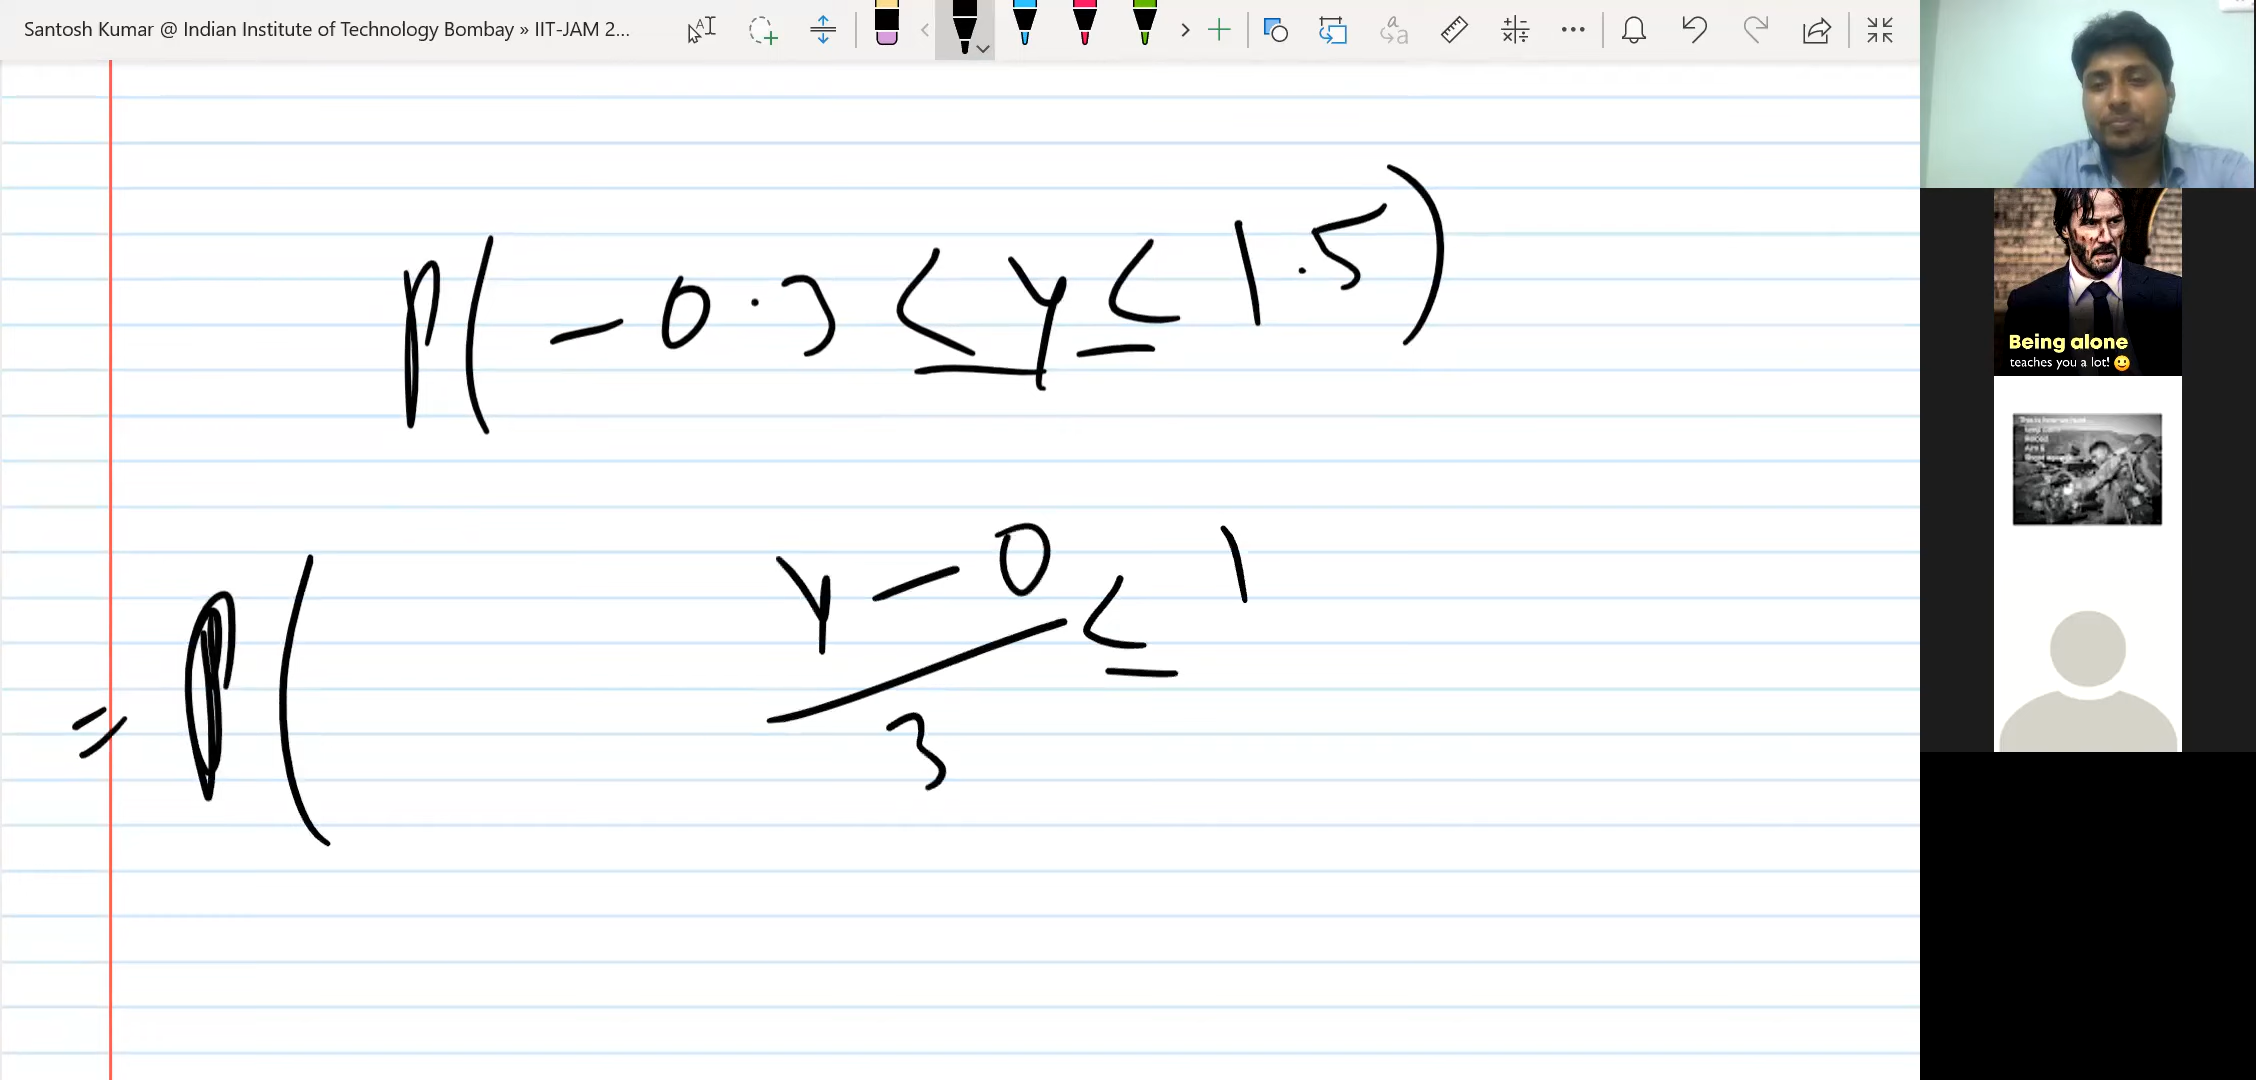 Santosh Kumar @ Indian Institute of Technology Bombay » IIT-JAM 2...
P(-0.3 ≤ y ≤ 1.5)
= P( y-0/3 ≤ 1
Being alone
teaches you a lot! 🙂